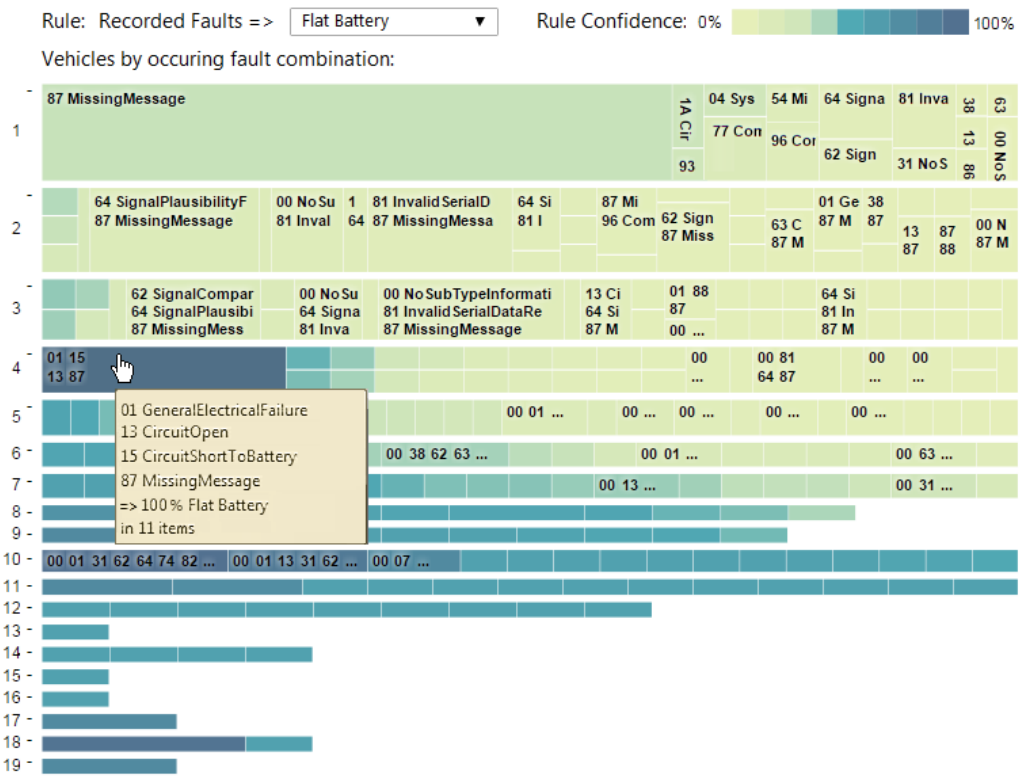 Rule: Recorded Faults => Flat Battery ▼ Rule Confidence: 0% 100%
Vehicles by occuring fault combination:
1
87 MissingMessage
1A Cir
93
04 Sys
77 Con
54 Mi
96 Cor
64 Signa
62 Sign
81 Inva
31 NoS
38
13
86
63
00 NoS
2
64 SignalPlausibilityF
87 MissingMessage
00 NoSu
81 Inval
1
64
81 InvalidSerialD
87 MissingMessa
64 Si
81 I
87 Mi
96 Com
62 Sign
87 Miss
63 C
87 M
01 Ge
87 M
38
87
13
87
87
88
00 N
87 M
3
62 SignalCompar
64 SignalPlausibi
87 MissingMess
00 NoSu
64 Signa
81 Inva
00 NoSubTypeInformati
81 InvalidSerialDataRe
87 MissingMessage
13 Ci
64 Si
87 M
01 88
87
00 ...
64 Si
81 In
87 M
4
01 15
13 87
00
...
00 81
64 87
00
...
00
...
01 GeneralElectricalFailure
13 CircuitOpen
15 CircuitShortToBattery
87 MissingMessage
=> 100% Flat Battery
in 11 items
5
00 01 ... 00 ... 00 ... 00 ... 00 ...
6
00 38 62 63 ... 00 01 ... 00 63 ...
7
00 13 ... 00 31 ...
8
9
10
00 01 31 62 64 74 82 ... 00 01 13 31 62 ... 00 07 ...
11
12
13
14
15
16
17
18
19